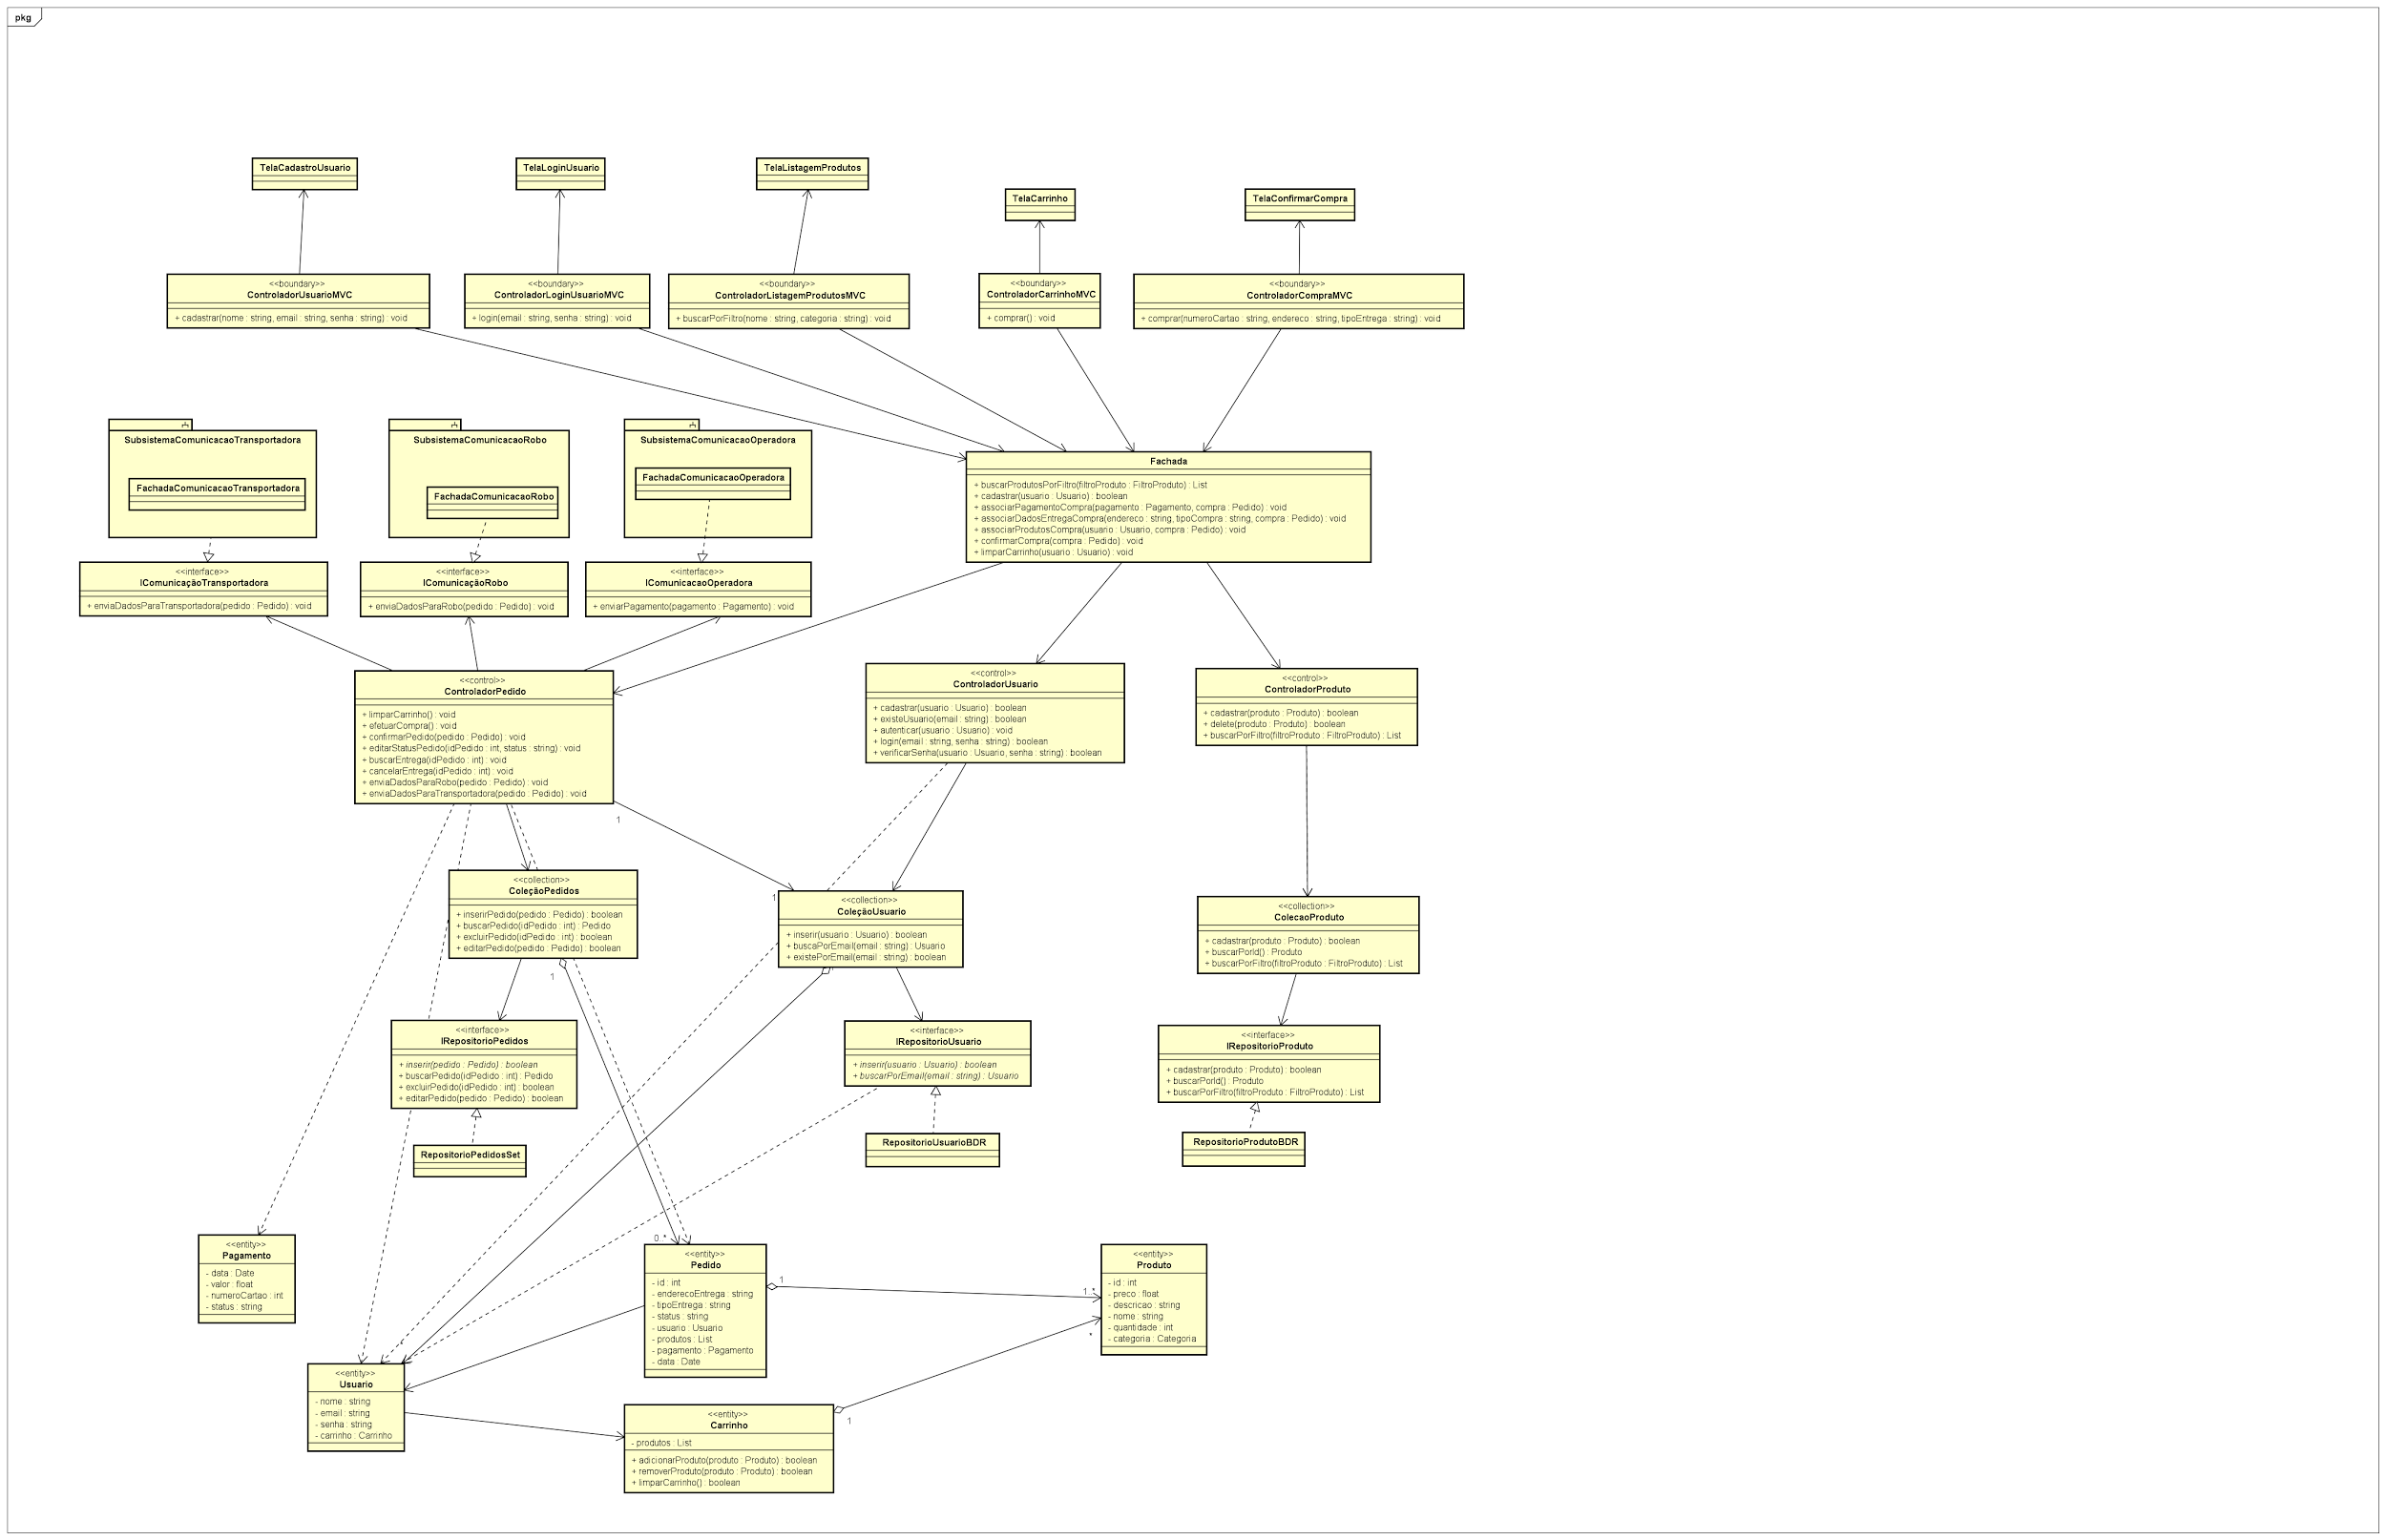 pkg
TelaCadastroUsuario
TelaLoginUsuario
TelaListagemProdutos
TelaCarrinho
TelaConfirmarCompra
<<boundary>>
ControladorUsuarioMVC
+ cadastrar(nome : string, email : string, senha : string) : void
<<boundary>>
ControladorLoginUsuarioMVC
+ login(email : string, senha : string) : void
<<boundary>>
ControladorListagemProdutosMVC
+ buscarPorFiltro(nome : string, categoria : string) : void
<<boundary>>
ControladorCarrinhoMVC
+ comprar() : void
<<boundary>>
ControladorCompraMVC
+ comprar(numeroCartao : string, endereco : string, tipoEntrega : string) : void
SubsistemaComunicacaoTransportadora
FachadaComunicacaoTransportadora
SubsistemaComunicacaoRobo
FachadaComunicacaoRobo
SubsistemaComunicacaoOperadora
FachadaComunicacaoOperadora
Fachada
+ buscarProdutosPorFiltro(filtroProduto : FiltroProduto) : List
+ cadastrar(usuario : Usuario) : boolean
+ associarPagamentoCompra(pagamento : Pagamento, compra : Pedido) : void
+ associarDadosEntregaCompra(endereco : string, tipoCompra : string, compra : Pedido) : void
+ associarProdutosCompra(usuario : Usuario, compra : Pedido) : void
+ confirmarCompra(compra : Pedido) : void
+ limparCarrinho(usuario : Usuario) : void
<<interface>>
IComunicaçãoTransportadora
+ enviaDadosParaTransportadora(pedido : Pedido) : void
<<interface>>
IComunicaçãoRobo
+ enviaDadosParaRobo(pedido : Pedido) : void
<<interface>>
IComunicacaoOperadora
+ enviarPagamento(pagamento : Pagamento) : void
<<control>>
ControladorPedido
+ limparCarrinho() : void
+ efetuarCompra() : void
+ confirmarPedido(pedido : Pedido) : void
+ editarStatusPedido(idPedido : int, status : string) : void
+ buscarEntrega(idPedido : int) : void
+ cancelarEntrega(idPedido : int) : void
+ enviaDadosParaRobo(pedido : Pedido) : void
+ enviaDadosParaTransportadora(pedido : Pedido) : void
<<control>>
ControladorUsuario
+ cadastrar(usuario : Usuario) : boolean
+ existeUsuario(email : string) : boolean
+ autenticar(usuario : Usuario) : void
+ login(email : string, senha : string) : boolean
+ verificarSenha(usuario : Usuario, senha : string) : boolean
<<control>>
ControladorProduto
+ cadastrar(produto : Produto) : boolean
+ delete(produto : Produto) : boolean
+ buscarPorFiltro(filtroProduto : FiltroProduto) : List
1
1
<<collection>>
ColeçãoPedidos
+ inserirPedido(pedido : Pedido) : boolean
+ buscarPedido(idPedido : int) : Pedido
+ excluirPedido(idPedido : int) : boolean
+ editarPedido(pedido : Pedido) : boolean
<<collection>>
ColeçãoUsuario
+ inserir(usuario : Usuario) : boolean
+ buscaPorEmail(email : string) : Usuario
+ existePorEmail(email : string) : boolean
<<collection>>
ColecaoProduto
+ cadastrar(produto : Produto) : boolean
+ buscarPorId() : Produto
+ buscarPorFiltro(filtroProduto : FiltroProduto) : List
1
<<interface>>
IRepositorioPedidos
+ inserir(pedido : Pedido) : boolean
+ buscarPedido(idPedido : int) : Pedido
+ excluirPedido(idPedido : int) : boolean
+ editarPedido(pedido : Pedido) : boolean
<<interface>>
IRepositorioUsuario
+ inserir(usuario : Usuario) : boolean
+ buscarPorEmail(email : string) : Usuario
<<interface>>
IRepositorioProduto
+ cadastrar(produto : Produto) : boolean
+ buscarPorId() : Produto
+ buscarPorFiltro(filtroProduto : FiltroProduto) : List
RepositorioPedidosSet
RepositorioUsuarioBDR
RepositorioProdutoBDR
<<entity>>
Pagamento
- data : Date
- valor : float
- numeroCartao : int
- status : string
0..*
<<entity>>
Pedido
- id : int
- enderecoEntrega : string
- tipoEntrega : string
- status : string
- usuario : Usuario
- produtos : List
- pagamento : Pagamento
- data : Date
1
1..*
<<entity>>
Produto
- id : int
- preco : float
- descricao : string
- nome : string
- quantidade : int
- categoria : Categoria
*
<<entity>>
Usuario
- nome : string
- email : string
- senha : string
- carrinho : Carrinho
<<entity>>
Carrinho
- produtos : List
+ adicionarProduto(produto : Produto) : boolean
+ removerProduto(produto : Produto) : boolean
+ limparCarrinho() : boolean
1